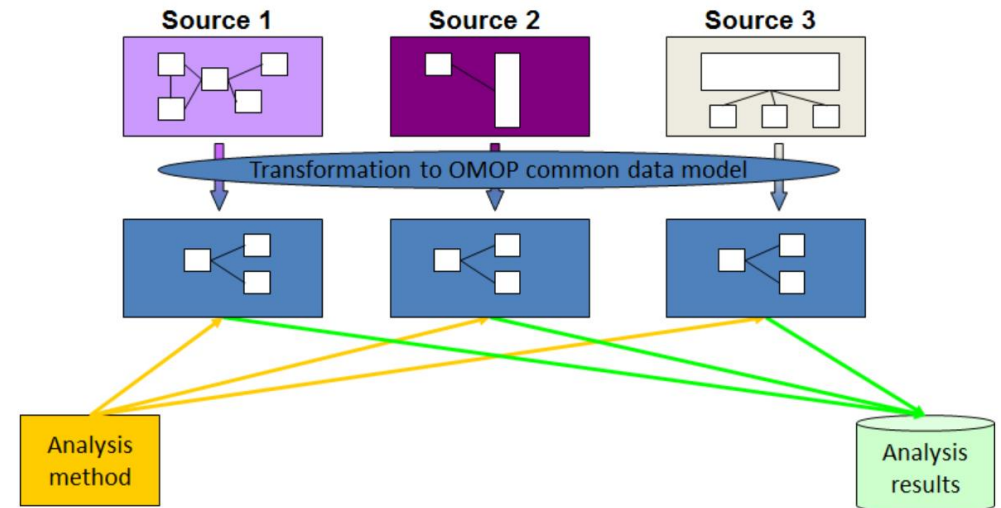 Source 1
Source 2
Source 3
Transformation to OMOP common data model
Analysis
method
Analysis
results